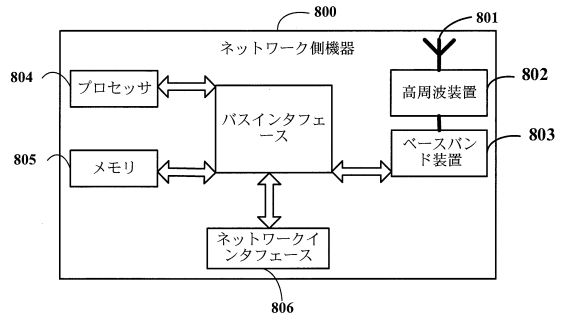 800
801
ネットワーク側機器
804
プロセッサ
高周波装置
802
バスインタフェ
ース
803
ベースバン
ド装置
805
メモリ
ネットワークイ
ンタフェース
806